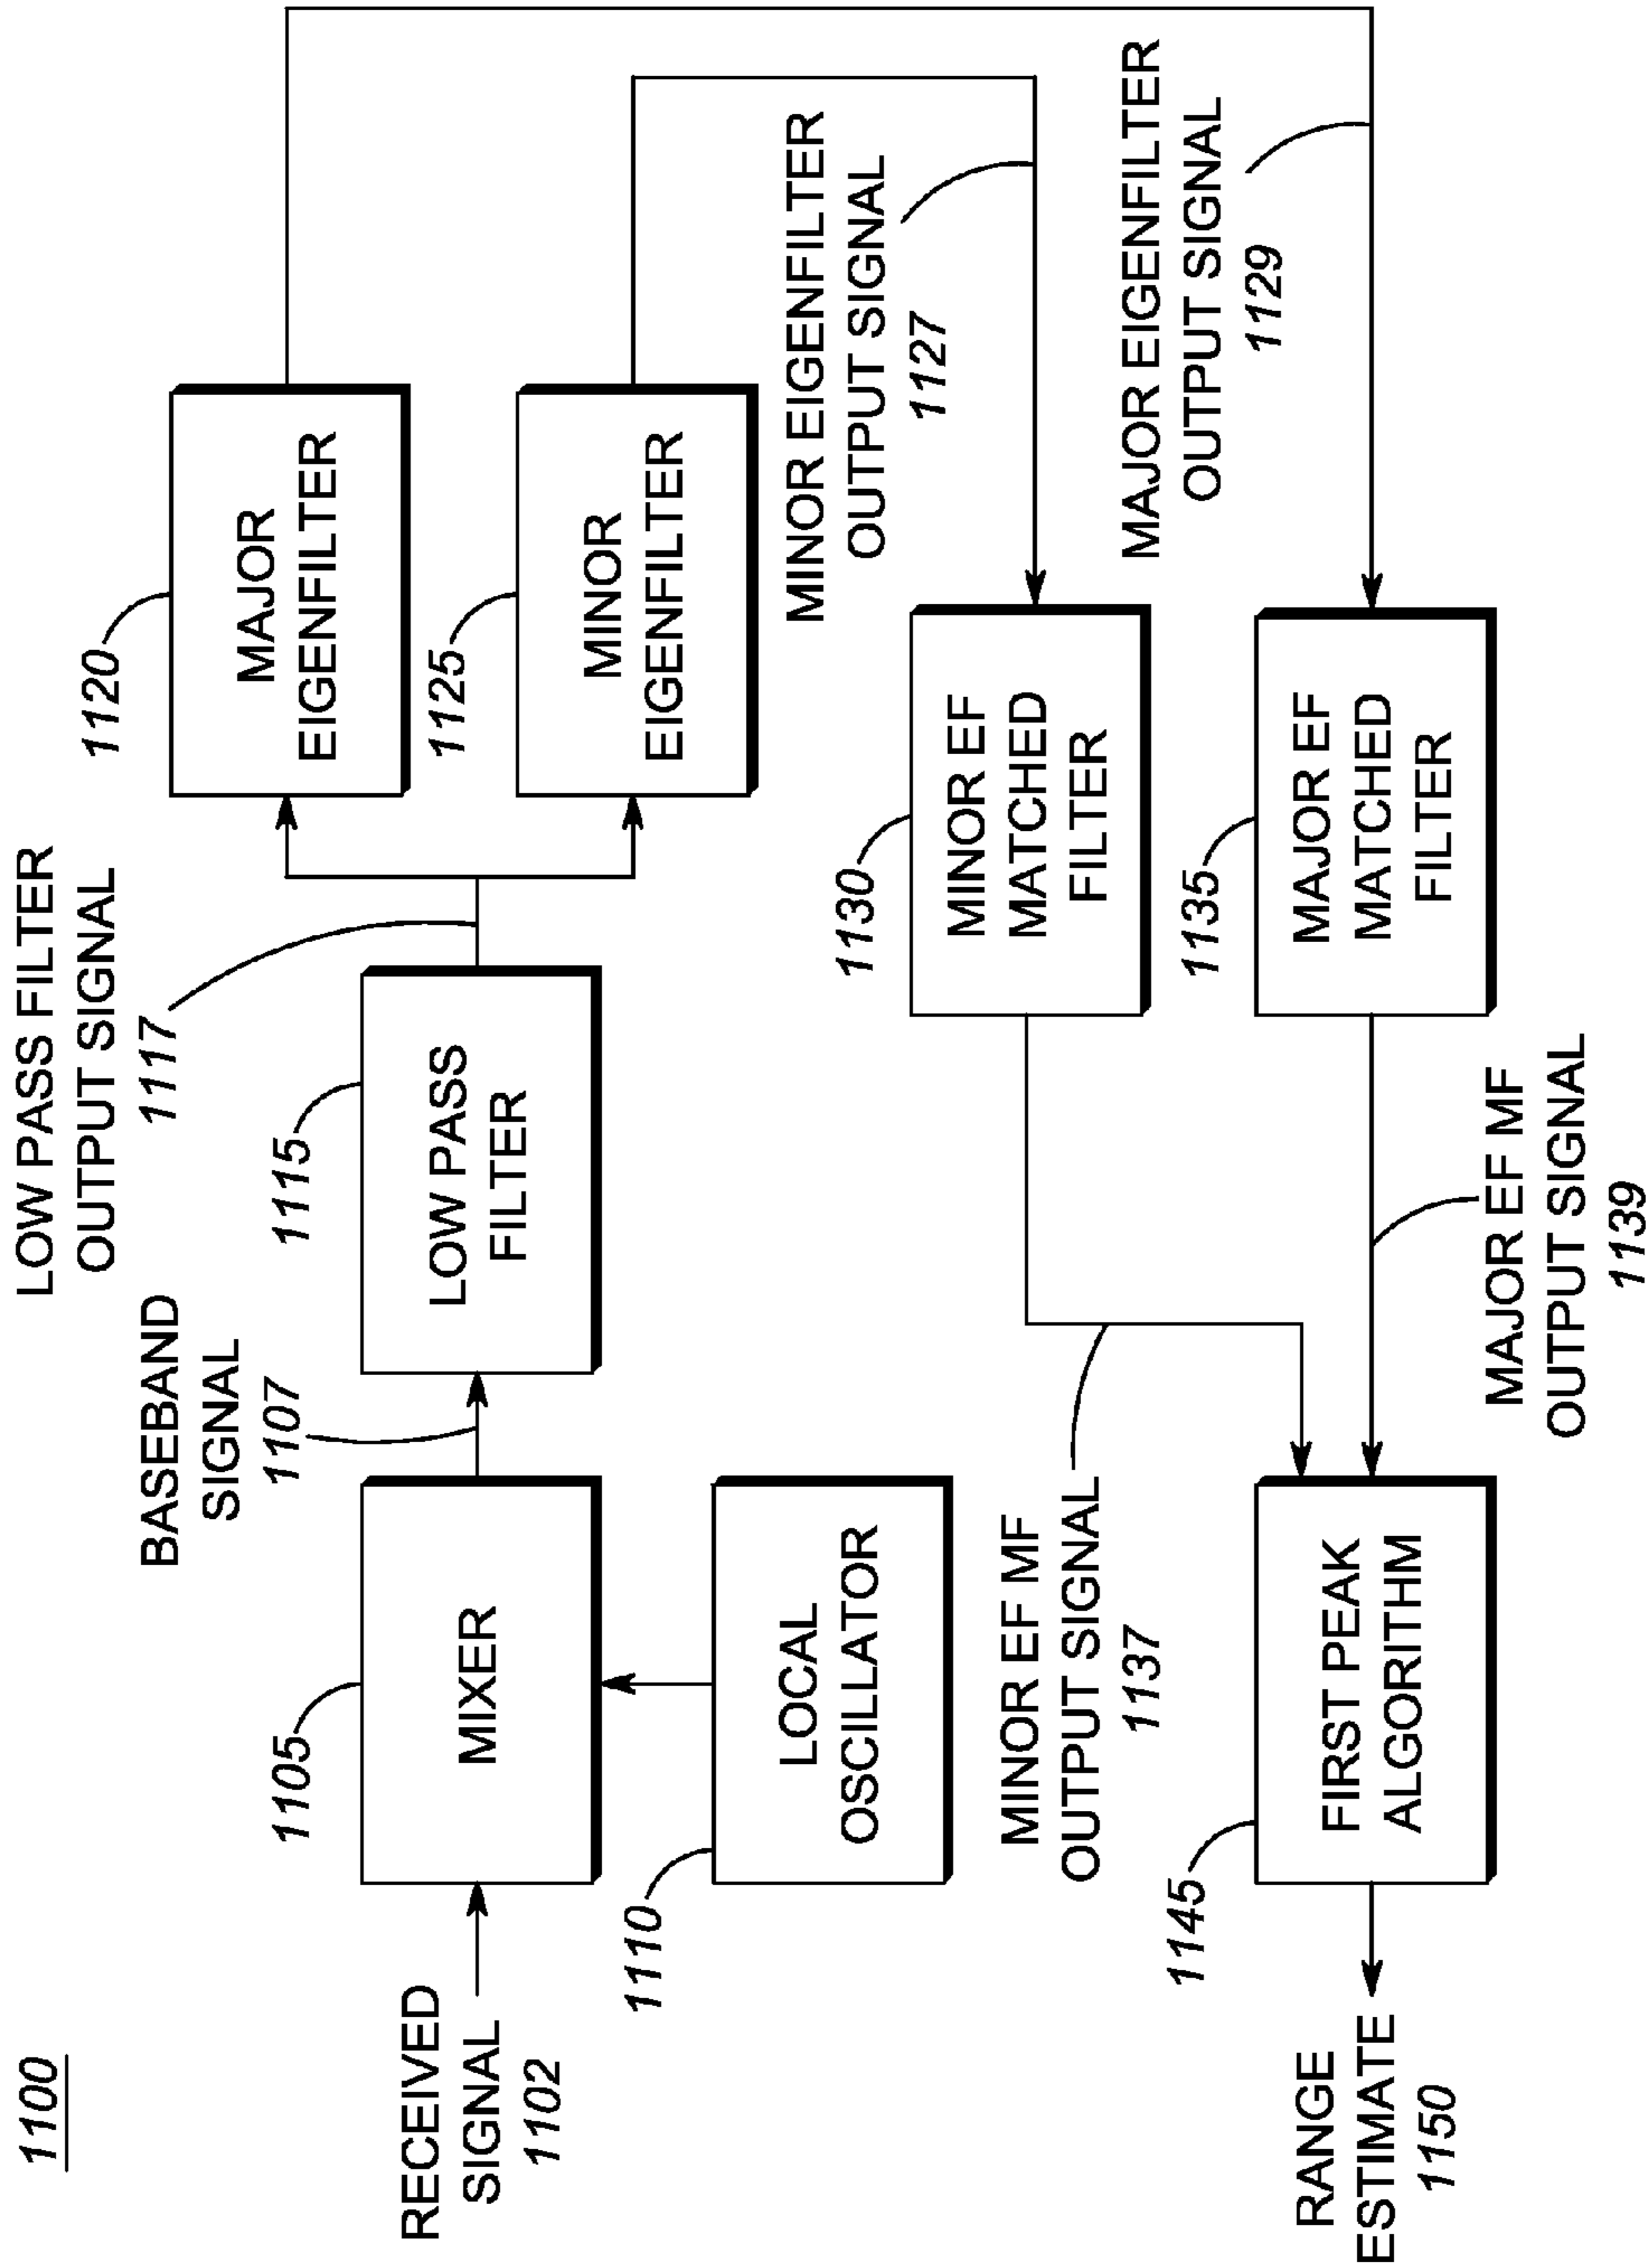 1100
LOW PASS FILTER
OUTPUT SIGNAL
1117
BASEBAND
SIGNAL
1107
RECEIVED
SIGNAL
1102
1105
MIXER
1110
LOCAL
OSCILLATOR
1115
LOW PASS
FILTER
1120
MAJOR
EIGENFILTER
1125
MINOR
EIGENFILTER
MINOR EIGENFILTER
OUTPUT SIGNAL
1127
MAJOR EIGENFILTER
OUTPUT SIGNAL
1129
1130
MINOR EF
MATCHED
FILTER
1135
MAJOR EF
MATCHED
FILTER
MINOR EF MF
OUTPUT SIGNAL
1137
MAJOR EF MF
OUTPUT SIGNAL
1139
1145
FIRST PEAK
ALGORITHM
RANGE
ESTIMATE
1150